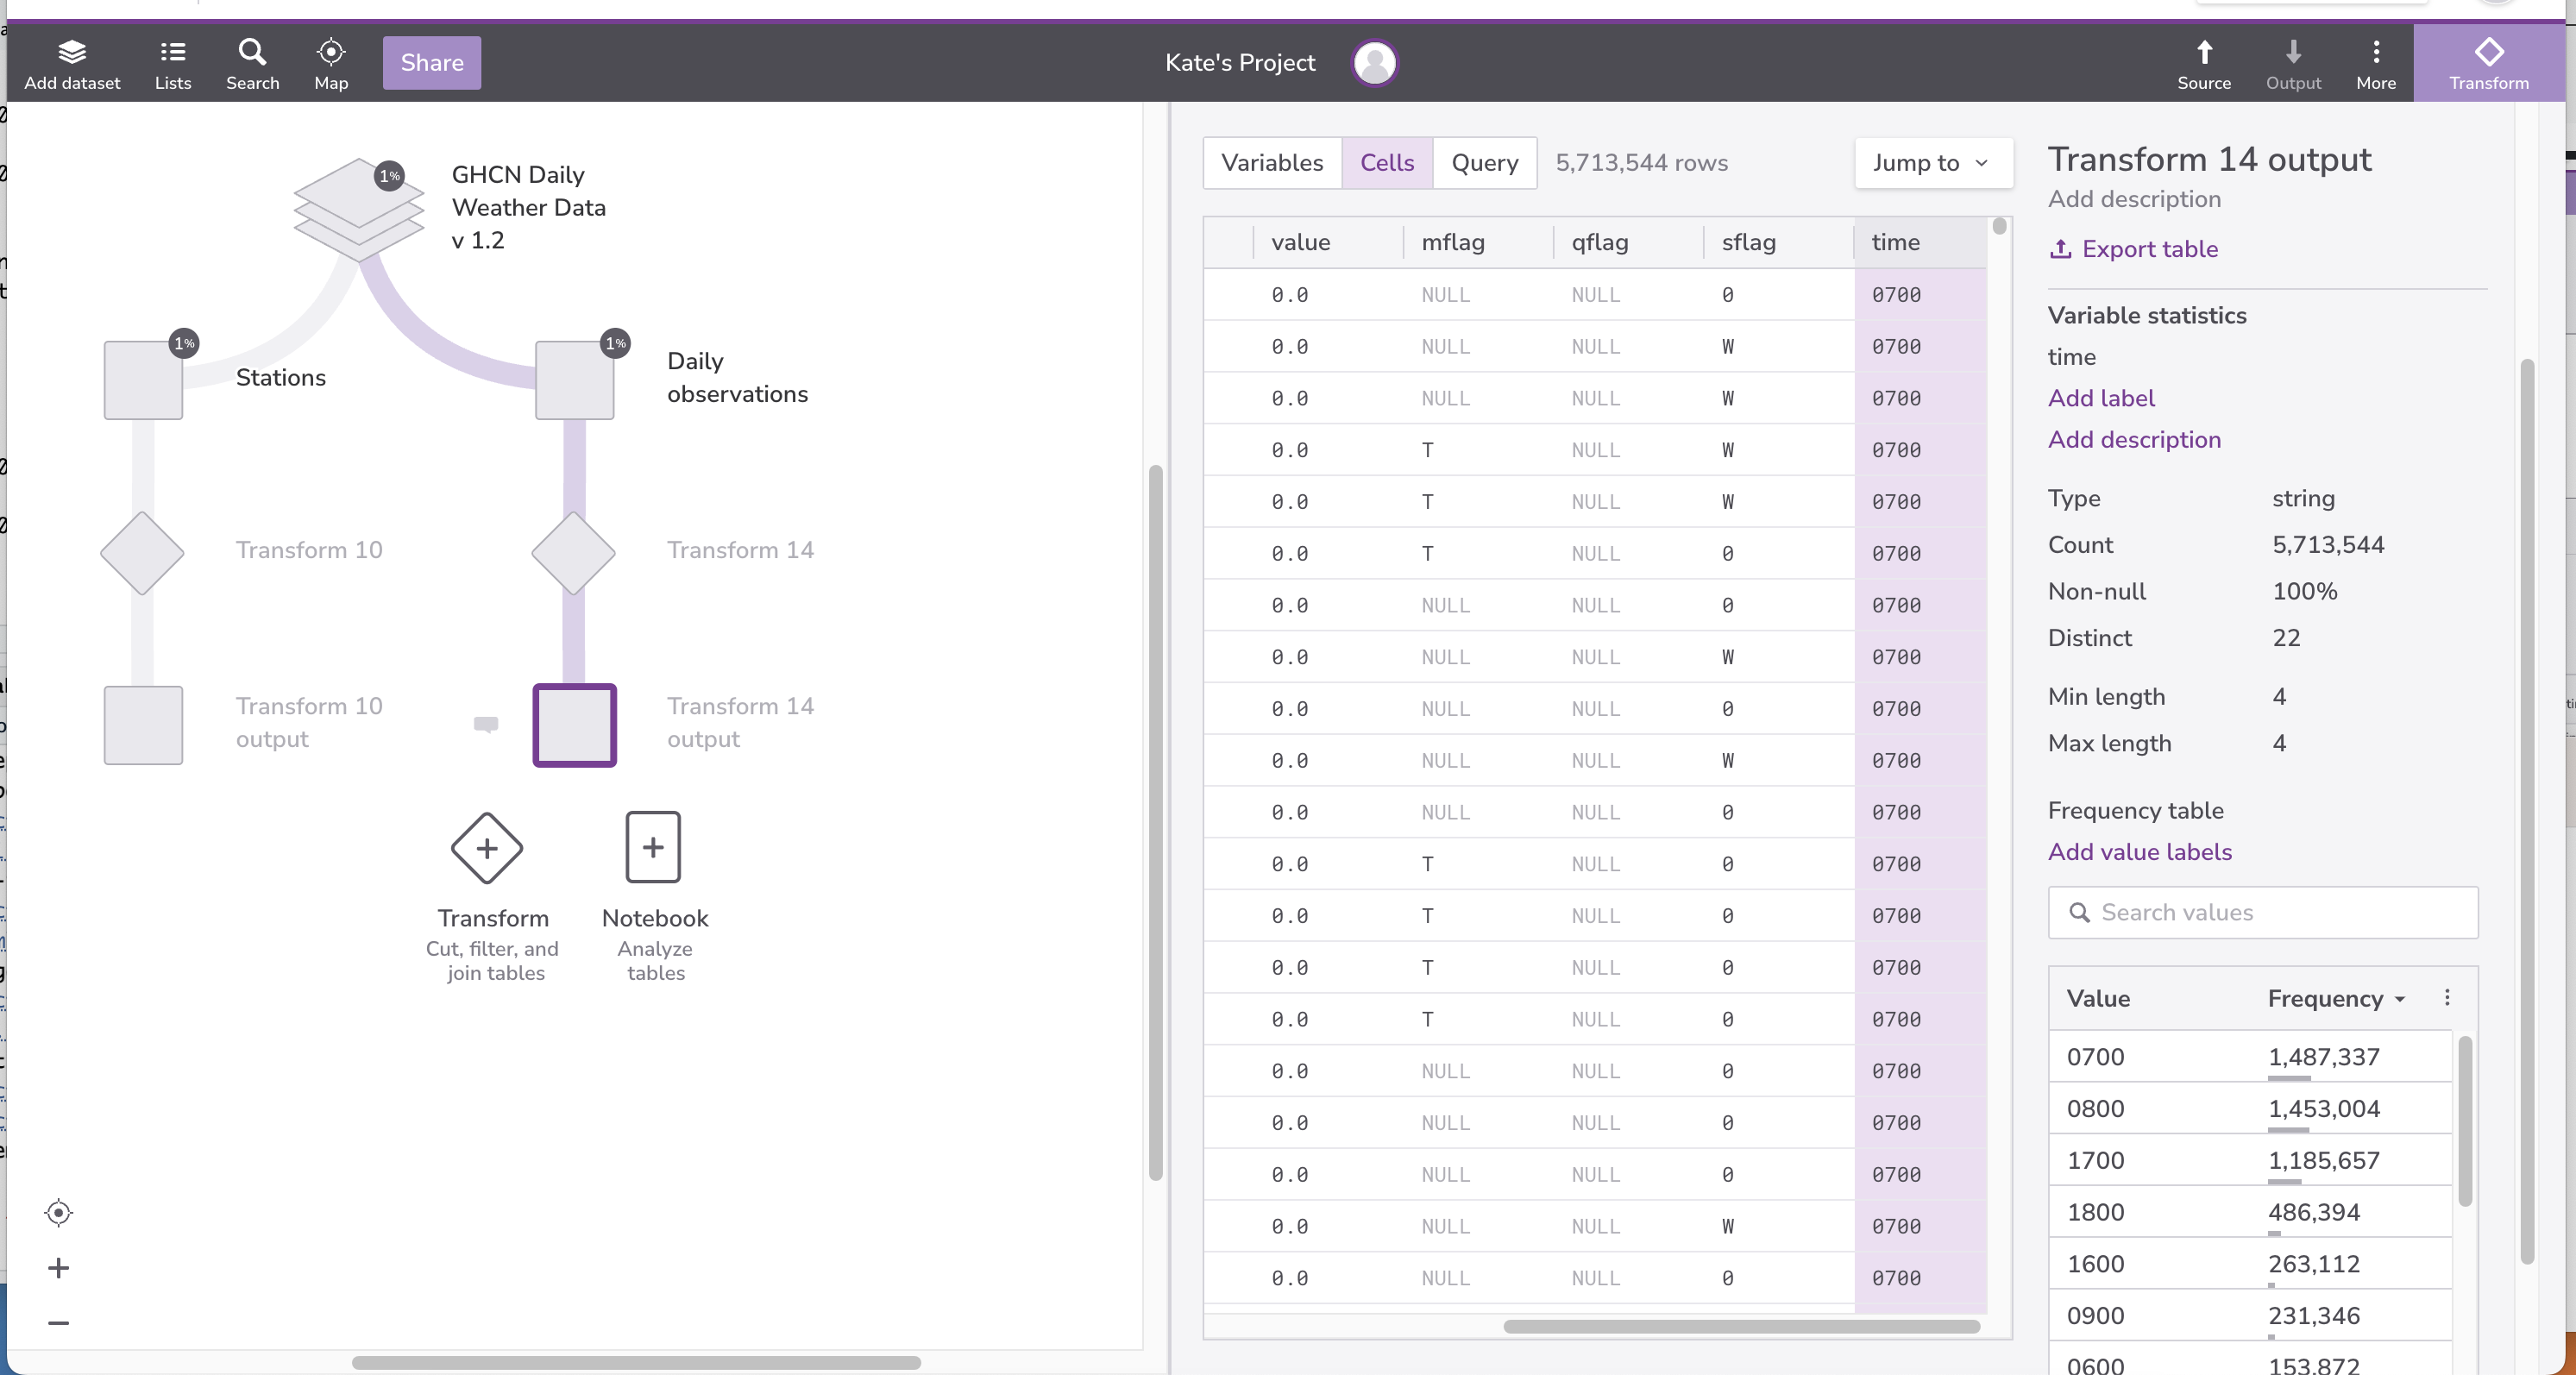 Add dataset
Lists
Search
Map
Share
Kate's Project
Source
Output
More
Transform
1%
GHCN Daily
Weather Data
v 1.2
1%
Stations
1%
Daily
observations
Transform 10
Transform 14
Transform 10
output
Transform 14
output
Transform
Cut, filter, and
join tables
Notebook
Analyze
tables
Variables
Cells
Query
5,713,544 rows
Jump to
value mflag qflag sflag time
0.0 NULL NULL 0 0700
0.0 NULL NULL W 0700
0.0 NULL NULL W 0700
0.0 T NULL W 0700
0.0 T NULL W 0700
0.0 T NULL 0 0700
0.0 NULL NULL 0 0700
0.0 NULL NULL W 0700
0.0 NULL NULL 0 0700
0.0 NULL NULL W 0700
0.0 NULL NULL 0 0700
0.0 T NULL 0 0700
0.0 T NULL 0 0700
0.0 T NULL 0 0700
0.0 T NULL 0 0700
0.0 NULL NULL 0 0700
0.0 NULL NULL 0 0700
0.0 NULL NULL 0 0700
0.0 NULL NULL W 0700
0.0 NULL NULL 0 0700
Transform 14 output
Add description
Export table
Variable statistics
time
Add label
Add description
Type string
Count 5,713,544
Non-null 100%
Distinct 22
Min length 4
Max length 4
Frequency table
Add value labels
Search values
Value Frequency
0700 1,487,337
0800 1,453,004
1700 1,185,657
1800 486,394
1600 263,112
0900 231,346
0600 153,872